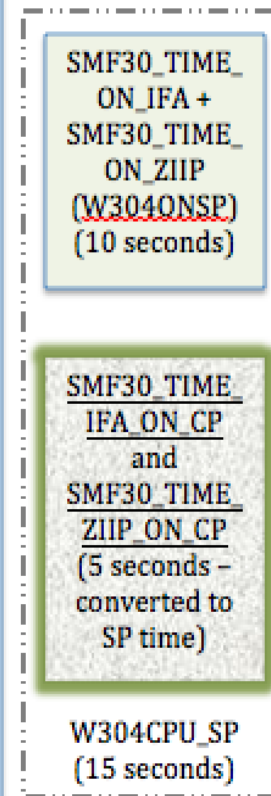 SMF30_TIME_
ON_IFA +
SMF30_TIME_
ON_ZIIP
(W304ONSP)
(10 seconds)
SMF30_TIME_
IFA_ON_CP
and
SMF30_TIME_
ZIIP_ON_CP
(5 seconds –
converted to
SP time)
W304CPU_SP
(15 seconds)